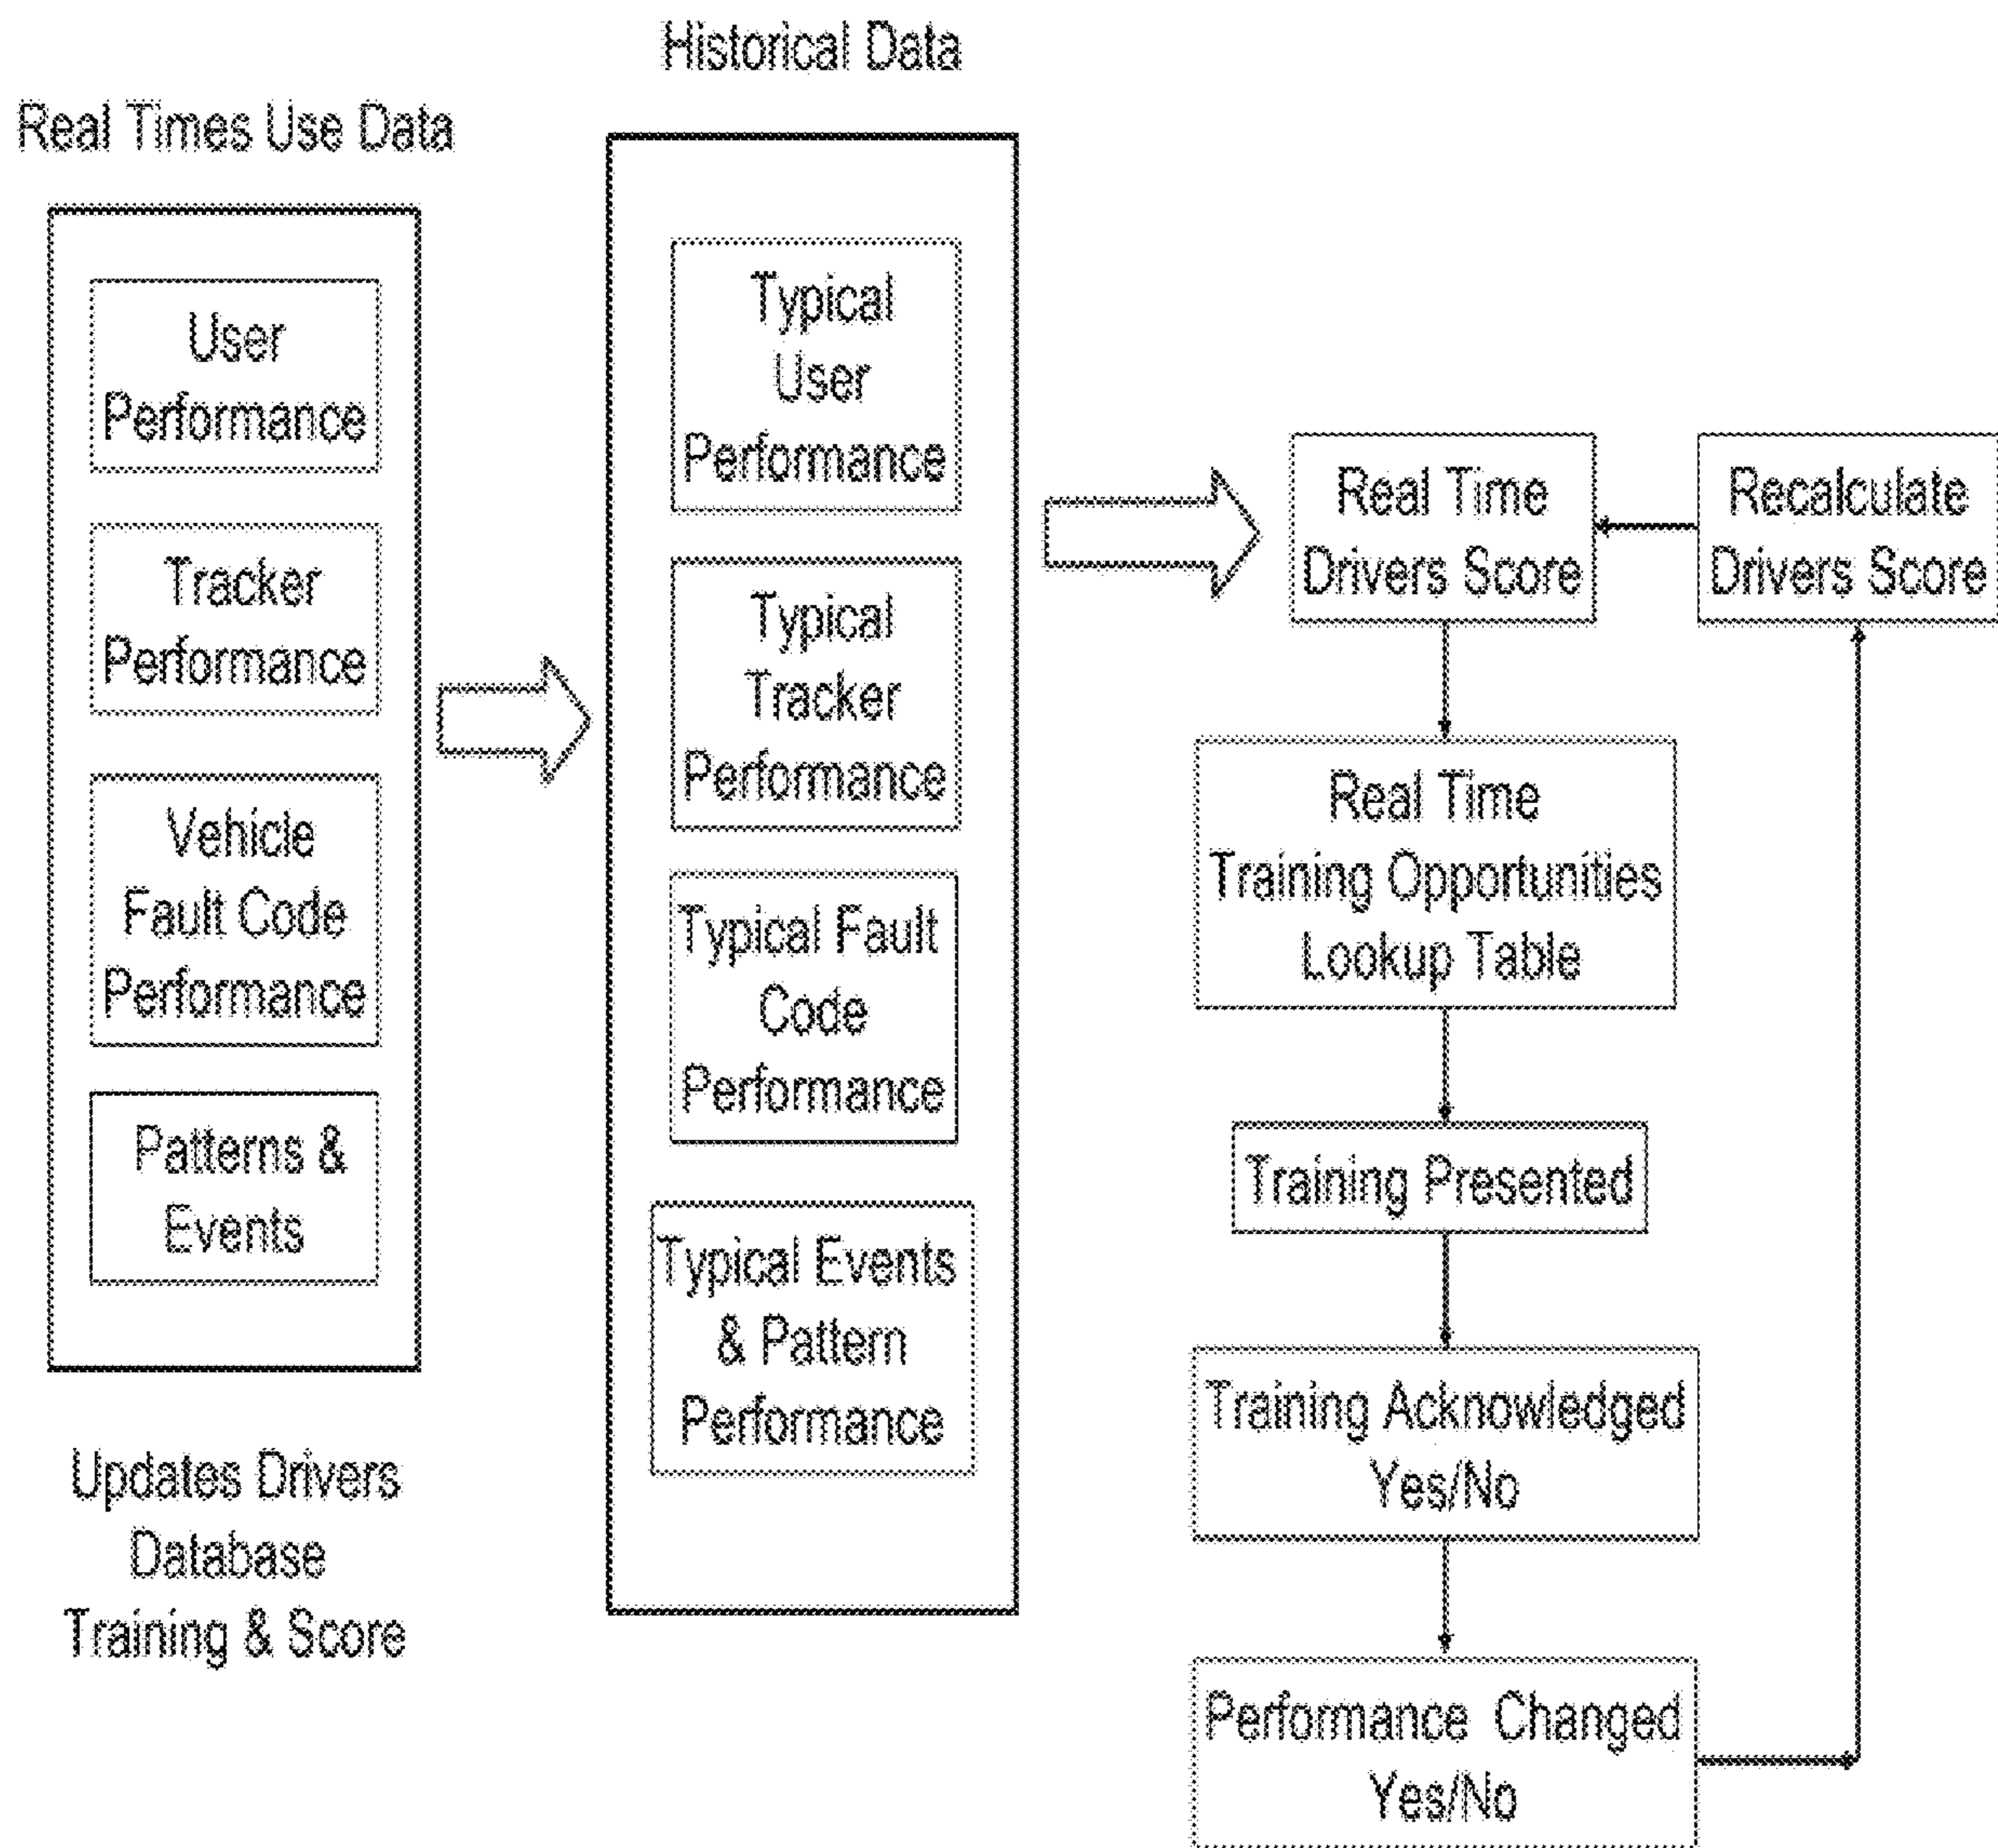 Real Times Use Data
User
Performance
Tracker
Performance
Vehicle
Fault Code
Performance
Patterns &
Events
Updates Drivers
Database
Training & Score
Historical Data
Typical
User
Performance
Typical
Tracker
Performance
Typical Fault
Code
Performance
Typical Events
& Pattern
Performance
Real Time
Drivers Score
Recalculate
Drivers Score
Real Time
Training Opportunities
Lookup Table
Training Presented
Training Acknowledged
Yes/No
Performance Changed
Yes/No